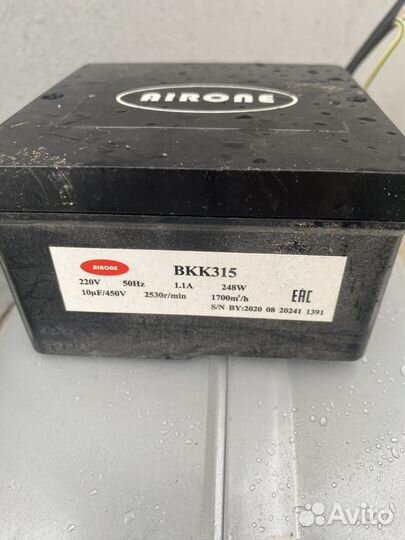 AIRONE
AIRONE
BKK315
220V 50Hz 1.1A 248W
10µF/450V 2530r/min 1700m³/h
EAC
S/N BY:2020 08 20241 1391
Avito